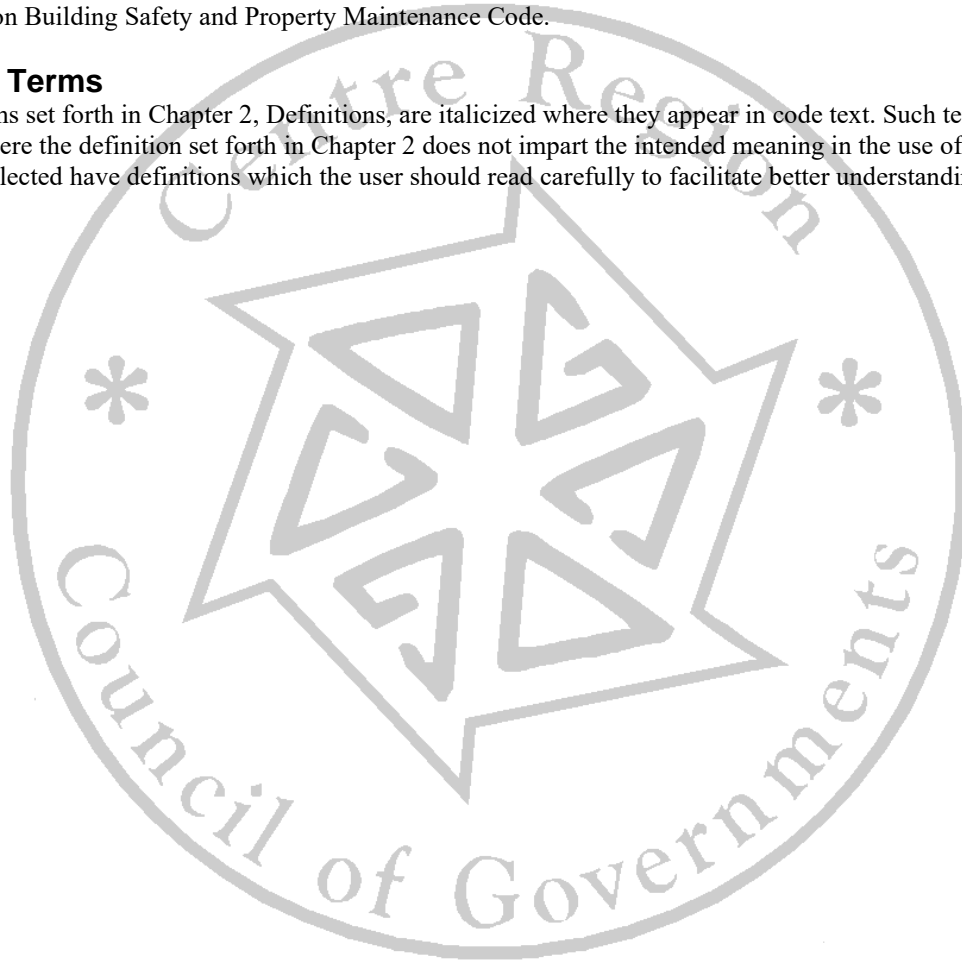 on Building Safety and Property Maintenance Code.
Terms
ns set forth in Chapter 2, Definitions, are italicized where they appear in code text. Such te
ere the definition set forth in Chapter 2 does not impart the intended meaning in the use of
lected have definitions which the user should read carefully to facilitate better understandi
Centre Region
* *
Council of Governments